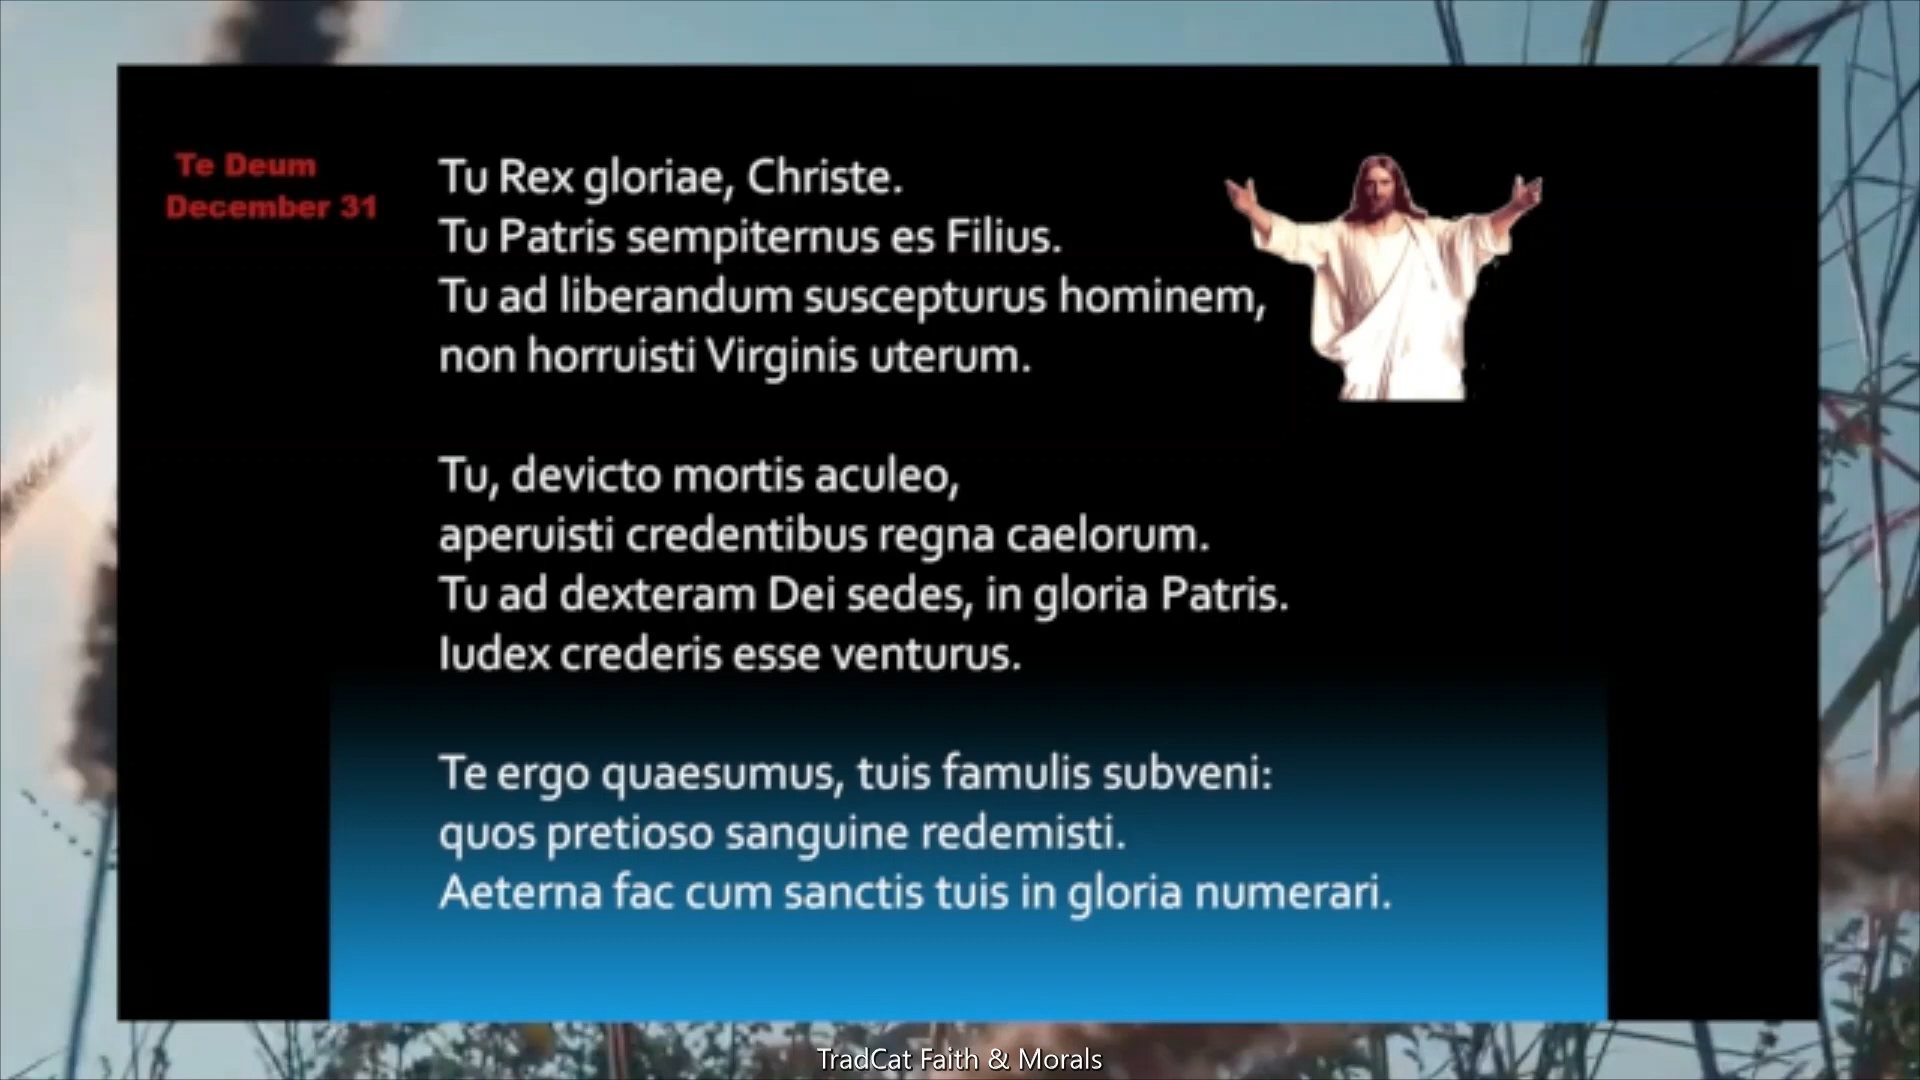 Te Deum
December 31
Tu Rex gloriae, Christe.
Tu Patris sempiternus es Filius.
Tu ad liberandum suscepturus hominem,
non horruisti Virginis uterum.
Tu, devicto mortis aculeo,
aperuisti credentibus regna caelorum.
Tu ad dexteram Dei sedes, in gloria Patris.
Iudex crederis esse venturus.
Te ergo quaesumus, tuis famulis subveni:
quos pretioso sanguine redemisti.
Aeterna fac cum sanctis tuis in gloria numerari.
TradCat Faith & Morals